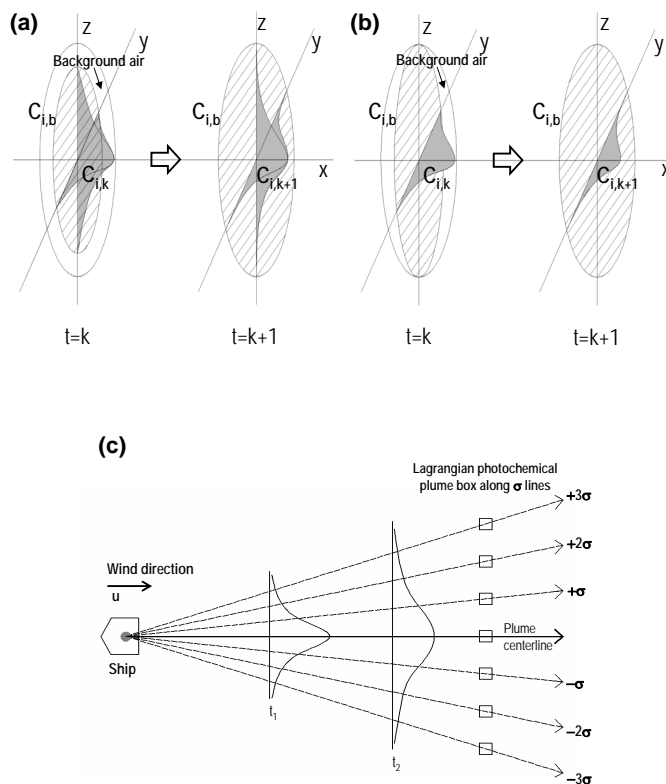 (a)
z
y
Background air
C_{i,b}
C_{i,k}
t=k
z
y
C_{i,b}
x
C_{i,k+1}
t=k+1
(b)
z
y
Background air
C_{i,b}
C_{i,k}
t=k
z
y
C_{i,b}
x
C_{i,k+1}
t=k+1
(c)
Lagrangian photochemical
plume box along σ lines
+3σ
+2σ
Wind direction
u
+σ
Plume
centerline
Ship
−σ
t_1
−2σ
t_2
−3σ